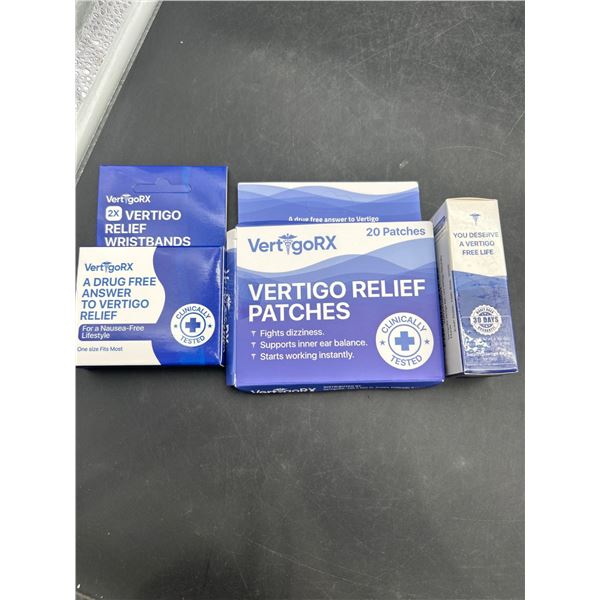 VertigoRX
2X VERTIGO
RELIEF
WRISTBANDS
VertigoRX
A DRUG FREE
ANSWER
TO VERTIGO
RELIEF
For a Nausea-Free
Lifestyle
One size Fits Most
CLINICALLY
TESTED
A drug free answer to Vertigo
VertigoRX
20 Patches
VERTIGO RELIEF
PATCHES
Fights dizziness.
Supports inner ear balance.
Starts working instantly.
CLINICALLY
TESTED
YOU DESERVE
A VERTIGO
FREE LIFE
30 DAYS